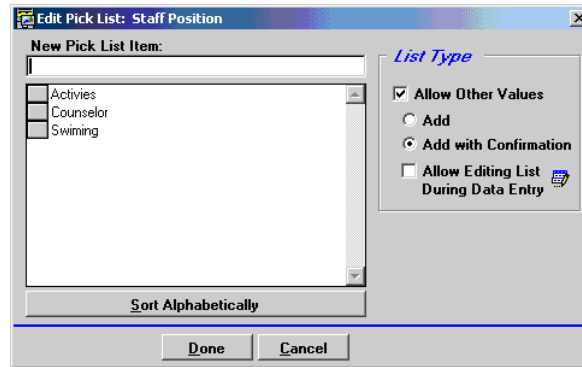 Edit Pick List: Staff Position
New Pick List Item:
Activies
Counselor
Swiming
Sort Alphabetically
List Type
Allow Other Values
Add
Add with Confirmation
Allow Editing List
During Data Entry
Done
Cancel